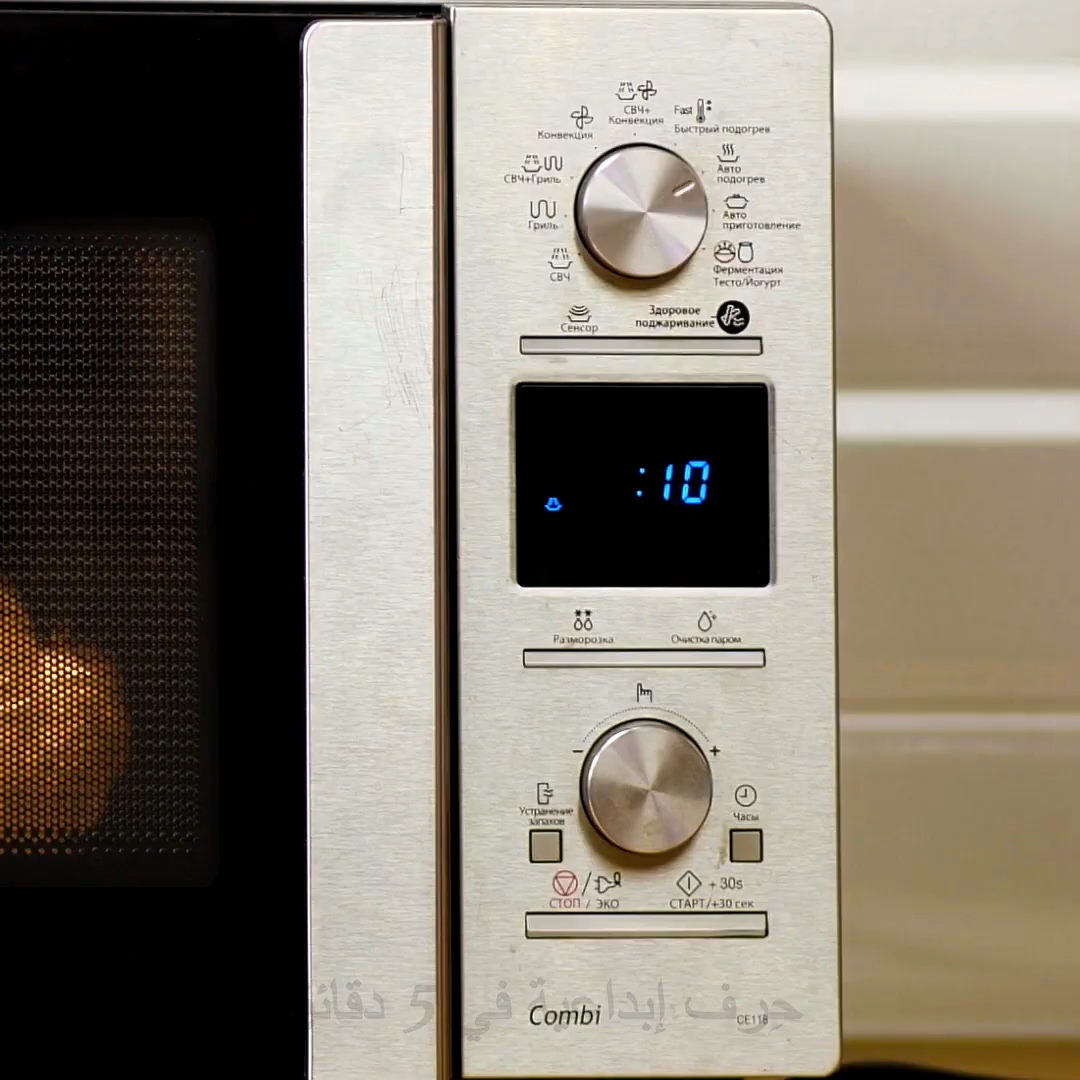 СВЧ+
Конвекция
Fast
Быстрый подогрев
Конвекция
Авто
подогрев
СВЧ+Гриль
Авто
приготовление
Гриль
Ферментация
Тесто/Йогурт
СВЧ
Сенсор
Здоровое
поджаривание
:10
Разморозка
Очистка паром
– +
Устранение
запахов
Часы
+30s
СТОП / ЭКО
СТАРТ/+30 сек
حِرف إبداعية في 5 دقائق
Combi
CE118